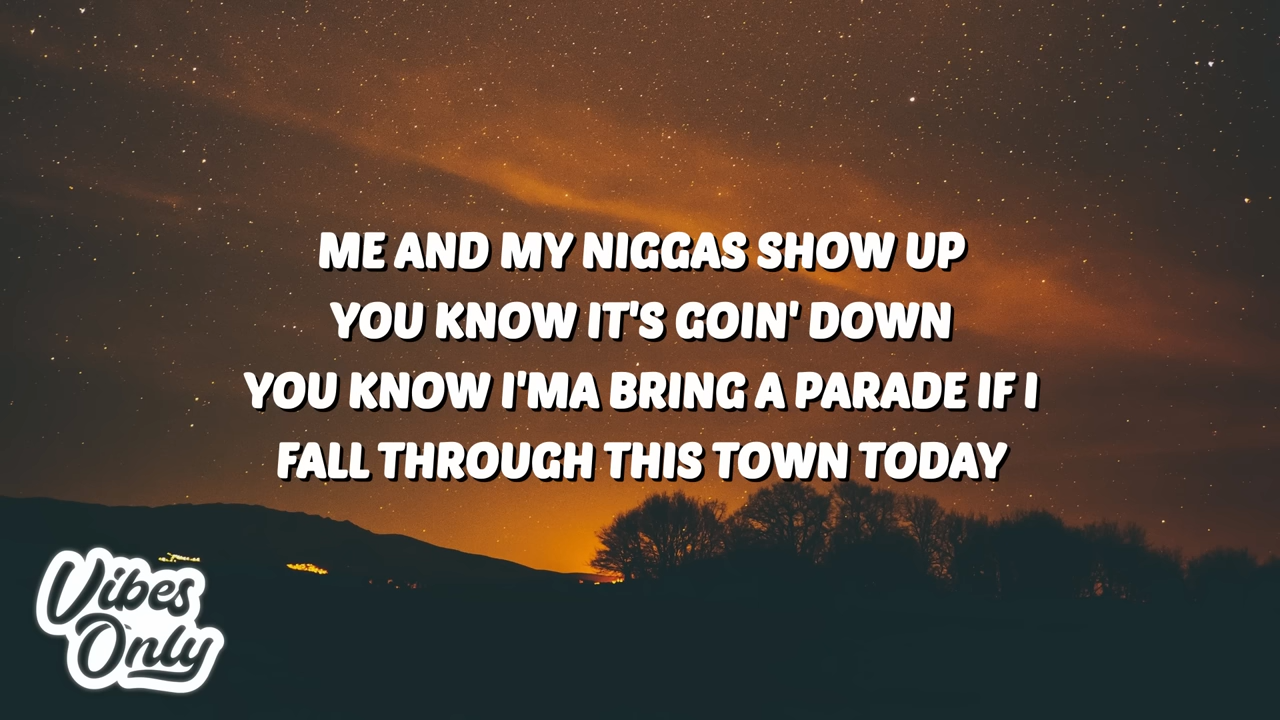 ME AND MY NIGGAS SHOW UP
YOU KNOW IT'S GOIN' DOWN
YOU KNOW I'MA BRING A PARADE IF I
FALL THROUGH THIS TOWN TODAY
Vibes
Only